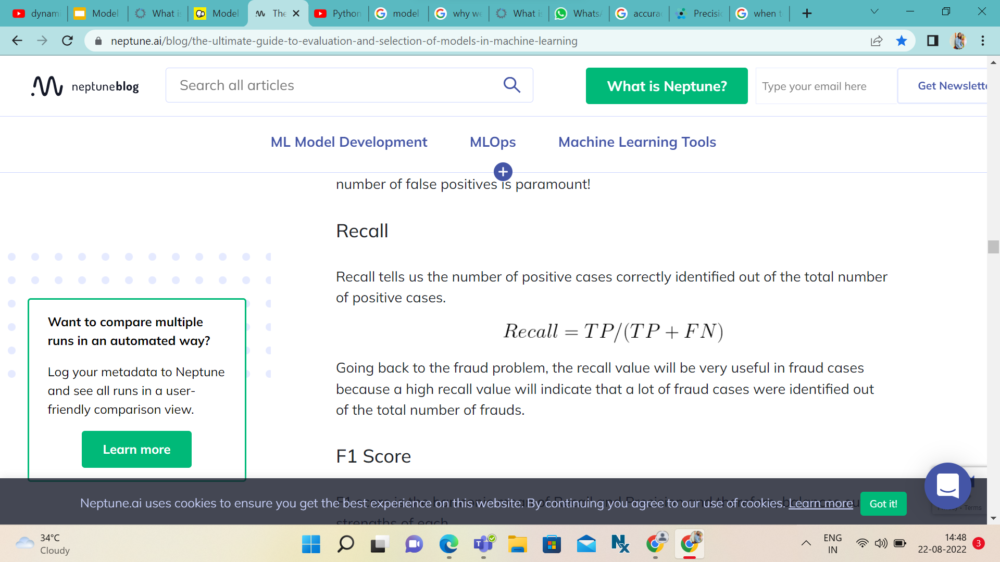 dynam
Model
What is
Model
The
Python
model
why we
What is
Whats
accura
Precisi
when t
neptune.ai/blog/the-ultimate-guide-to-evaluation-and-selection-of-models-in-machine-learning
neptuneblog
Search all articles
What is Neptune?
Type your email here
Get Newslette
ML Model Development
MLOps
Machine Learning Tools
number of false positives is paramount!
Recall
Recall tells us the number of positive cases correctly identified out of the total number
of positive cases.
Recall = TP/(TP + FN)
Going back to the fraud problem, the recall value will be very useful in fraud cases
because a high recall value will indicate that a lot of fraud cases were identified out
of the total number of frauds.
F1 Score
Want to compare multiple
runs in an automated way?
Log your metadata to Neptune
and see all runs in a user-
friendly comparison view.
Learn more
Neptune.ai uses cookies to ensure you get the best experience on this website. By continuing you agree to our use of cookies. Learn more
Got it!
strengths of each
Terms
34°C
Cloudy
ENG
IN
14:48
22-08-2022
3